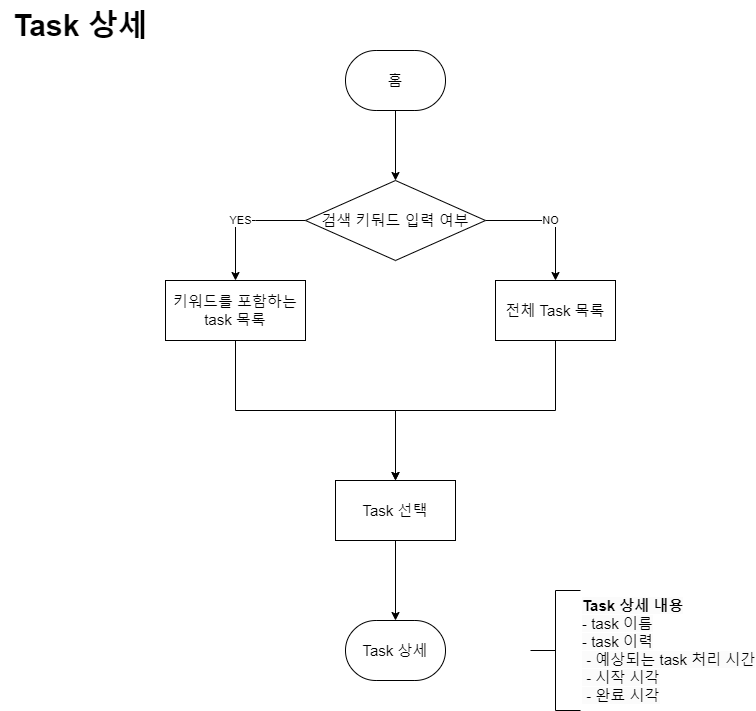 Task 상세
홈
검색 키둬드 입력 여부
YES
NO
키워드를 포함하는
task 목록
전체 Task 목록
Task 선택
Task 상세
Task 상세 내용
- task 이름
- task 이력
- 예상되는 task 처리 시간
- 시작 시각
- 완료 시각